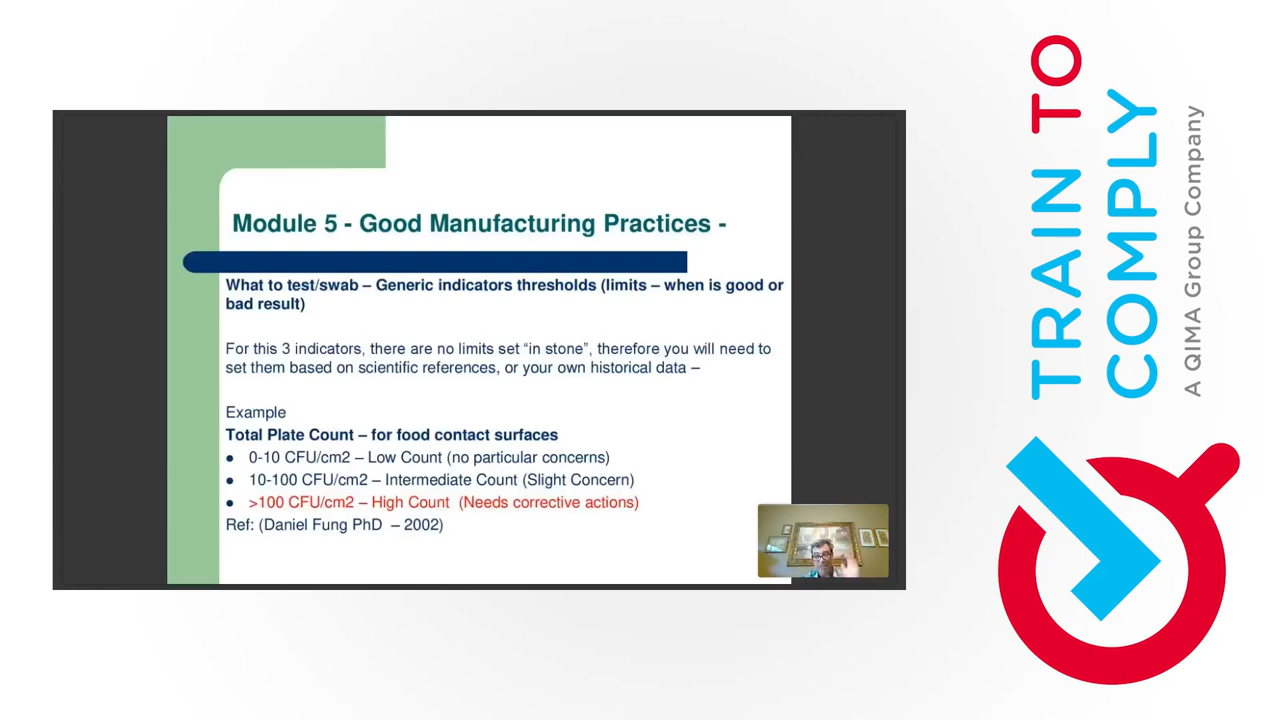 Module 5 - Good Manufacturing Practices -
What to test/swab – Generic indicators thresholds (limits – when is good or
bad result)
For this 3 indicators, there are no limits set “in stone”, therefore you will need to
set them based on scientific references, or your own historical data –
Example
Total Plate Count – for food contact surfaces
● 0-10 CFU/cm2 – Low Count (no particular concerns)
● 10-100 CFU/cm2 – Intermediate Count (Slight Concern)
● >100 CFU/cm2 – High Count (Needs corrective actions)
Ref: (Daniel Fung PhD – 2002)
TRAIN TO
COMPLY
A QIMA Group Company